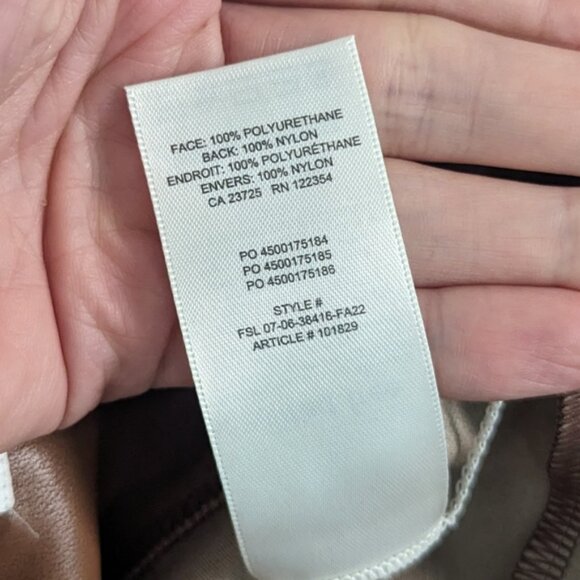 FACE: 100% POLYURETHANE
BACK: 100% NYLON
ENDROIT: 100% POLYURÉTHANE
ENVERS: 100% NYLON
CA 23725 RN 122354
PO 4500175184
PO 4500175185
PO 4500175186
STYLE #
FSL 07-06-38416-FA22
ARTICLE # 101829